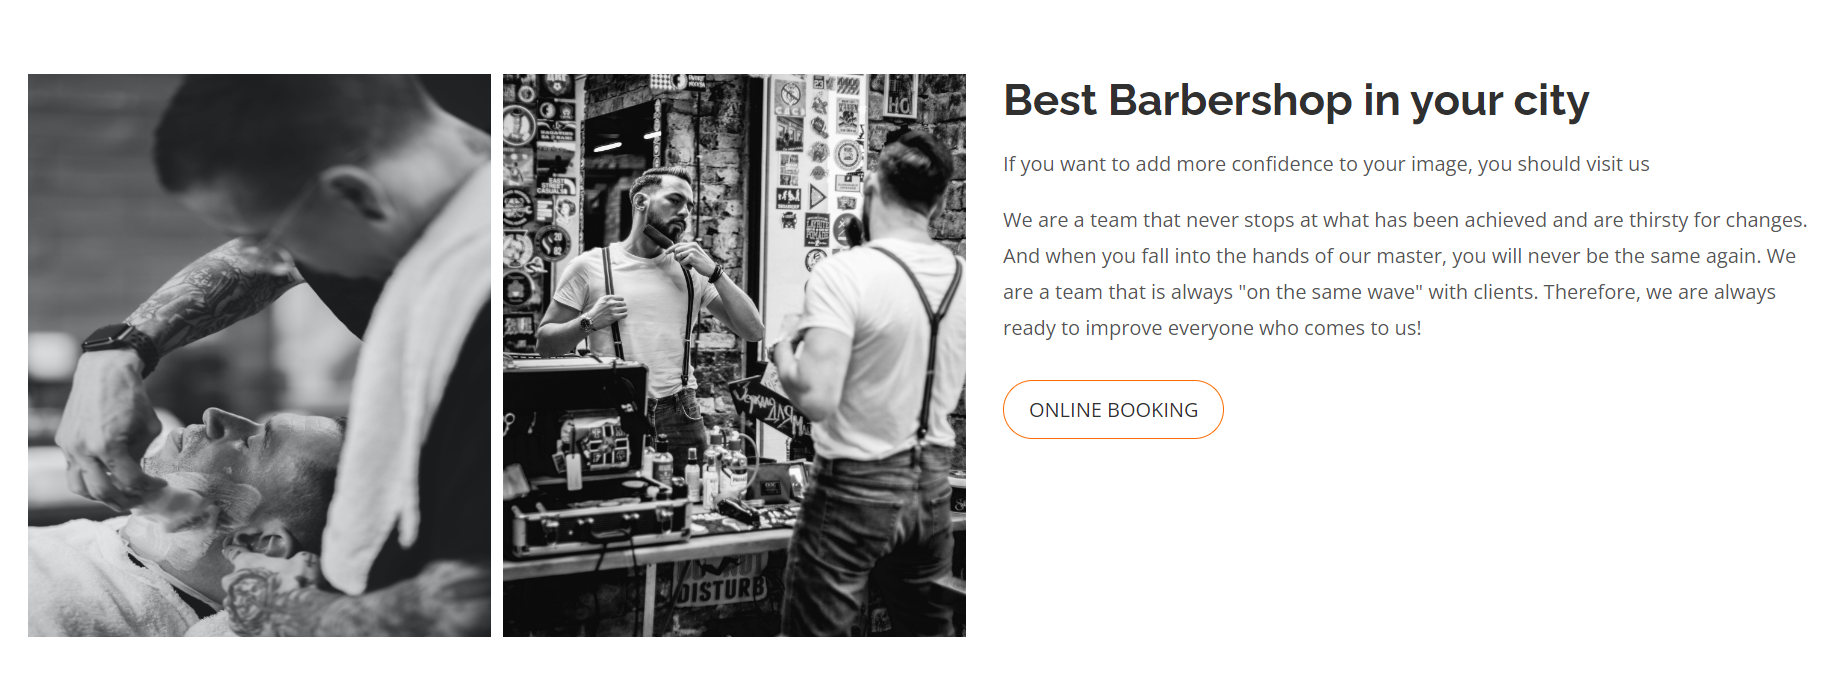 Best Barbershop in your city
If you want to add more confidence to your image, you should visit us
We are a team that never stops at what has been achieved and are thirsty for changes.
And when you fall into the hands of our master, you will never be the same again. We
are a team that is always "on the same wave" with clients. Therefore, we are always
ready to improve everyone who comes to us!
ONLINE BOOKING
EAST
STREET
DISTURB